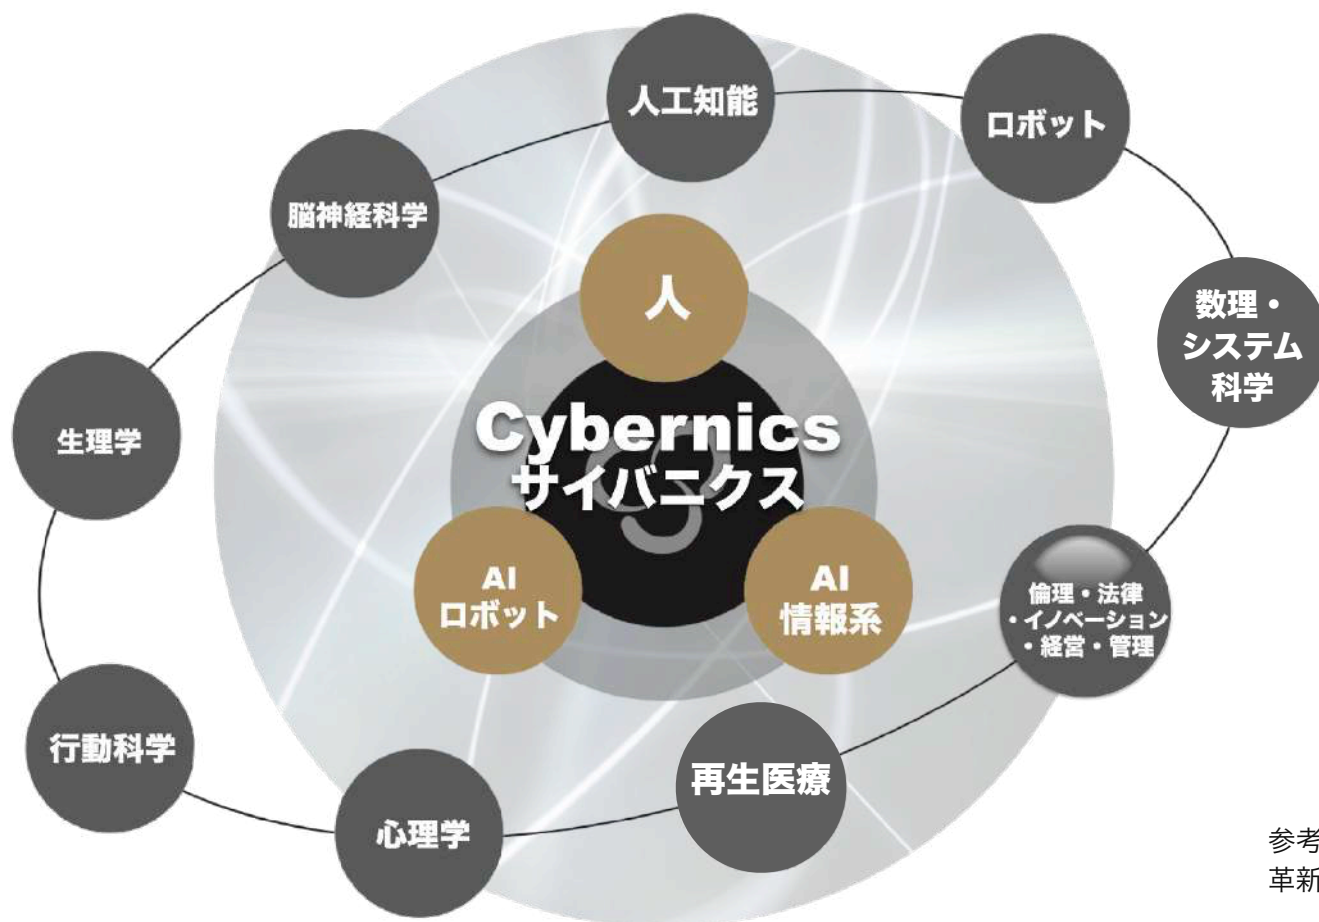 人工知能
ロボット
脳神経科学
人
数理・
システム
科学
生理学
Cybernics
サイバニクス
AI
ロボット
AI
情報系
倫理・法律
・イノベーション
・経営・管理
行動科学
心理学
再生医療
参考
革新